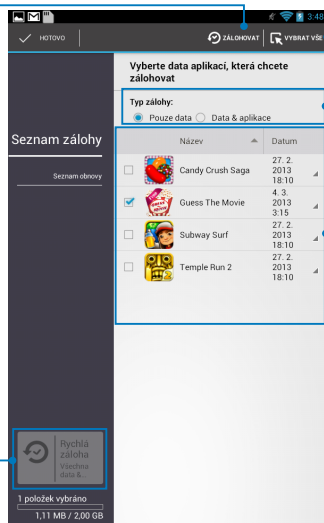 3:48
HOTOVO
ZÁLOHOVAT
VYBRAT VŠE
Vyberte data aplikací, která chcete
zálohovat
Typ zálohy:
Pouze data
Data & aplikace
Seznam zálohy
Seznam obnovy
Název
Datum
Candy Crush Saga
27. 2.
2013
18:10
Guess The Movie
4. 3.
2013
3:15
Subway Surf
27. 2.
2013
18:10
Temple Run 2
27. 2.
2013
18:10
Rychlá
záloha
Všechna
data &...
1 položek vybráno
1,11 MB / 2,00 GB